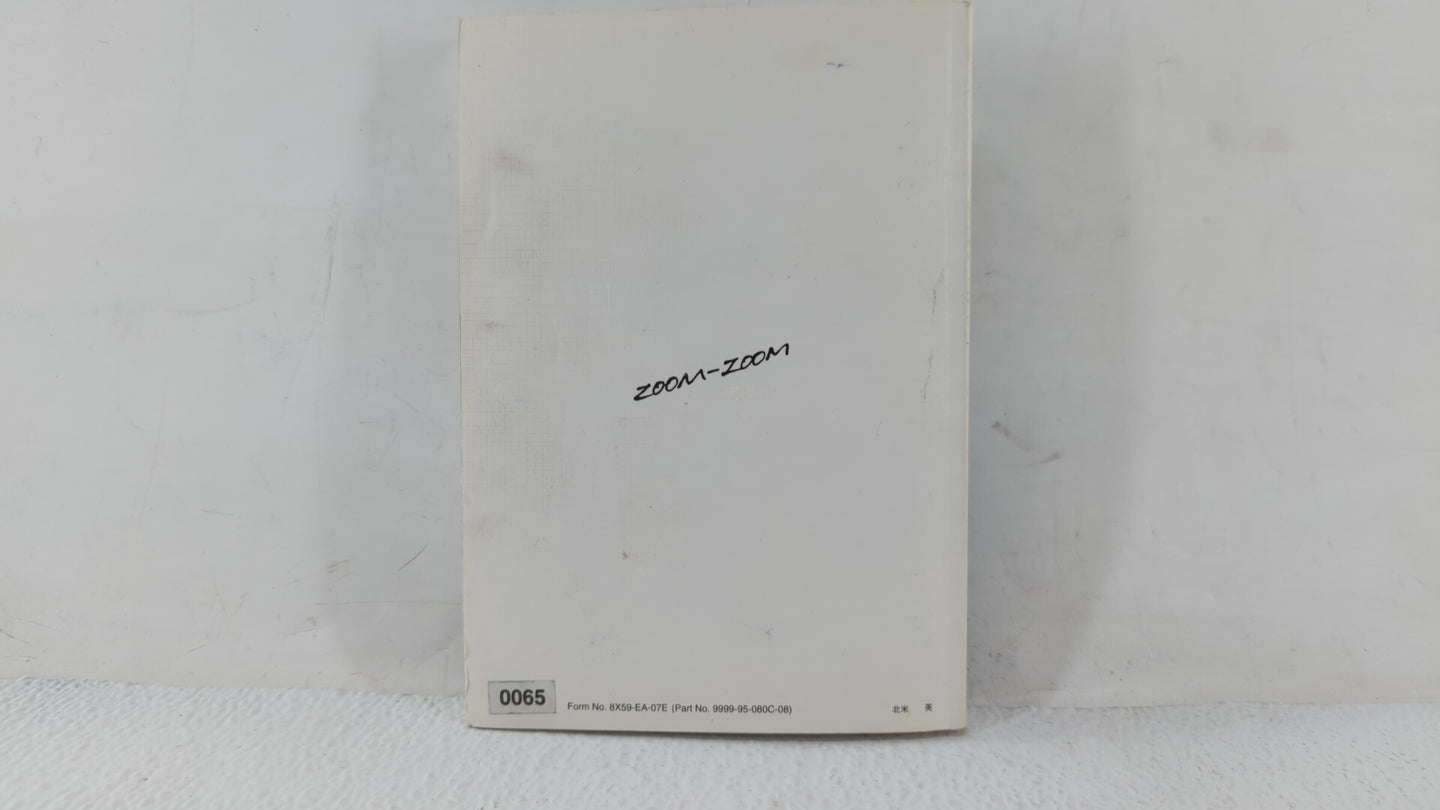 ZOOM-ZOOM
0065
Form No. 8X59-EA-07E (Part No. 9999-95-080C-08)
北米 英